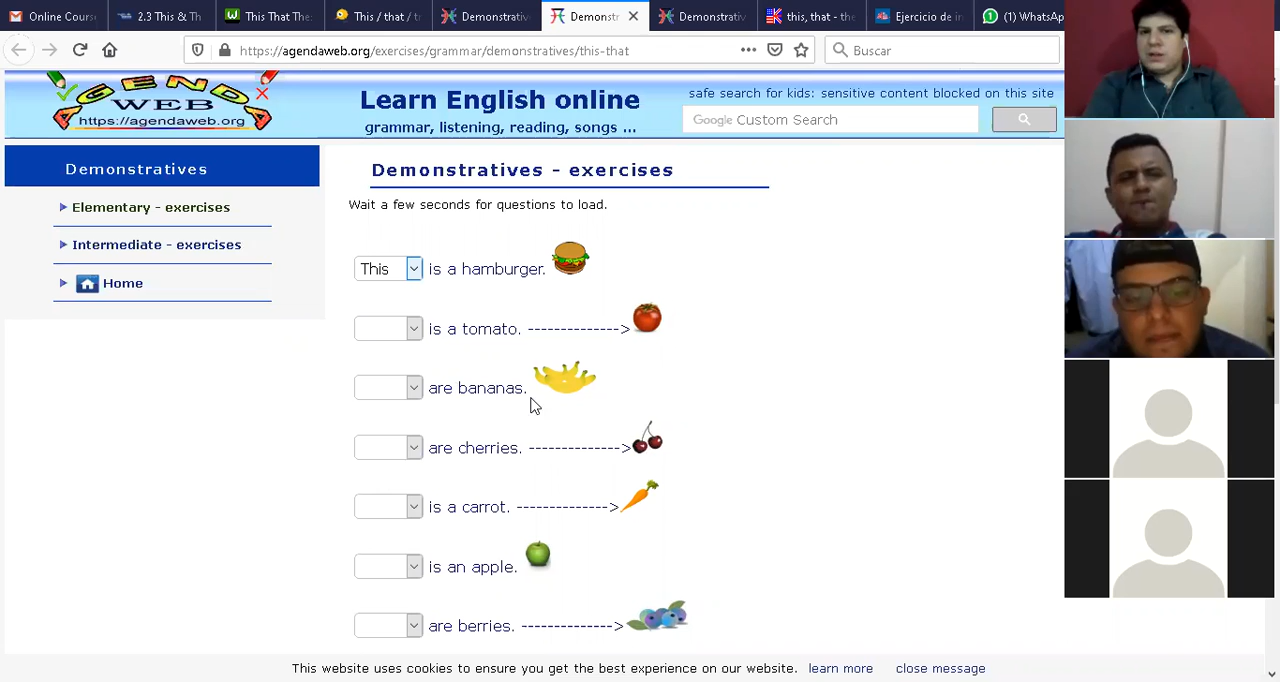 Online Cours
2.3 This & Th
This That The
This / that / t
Demonstrativ
Demonstr
Demonstrativ
this, that - the
Ejercicio de in
(1) WhatsAp
https://agendaweb.org/exercises/grammar/demonstratives/this-that
Buscar
AGENDA
WEB
https://agendaweb.org
Learn English online
grammar, listening, reading, songs ...
safe search for kids: sensitive content blocked on this site
Google Custom Search
Demonstratives
Elementary - exercises
Intermediate - exercises
Home
Demonstratives - exercises
Wait a few seconds for questions to load.
This is a hamburger.
is a tomato. -------------->
are bananas.
are cherries. -------------->
is a carrot. -------------->
is an apple.
are berries. -------------->
This website uses cookies to ensure you get the best experience on our website. learn more close message